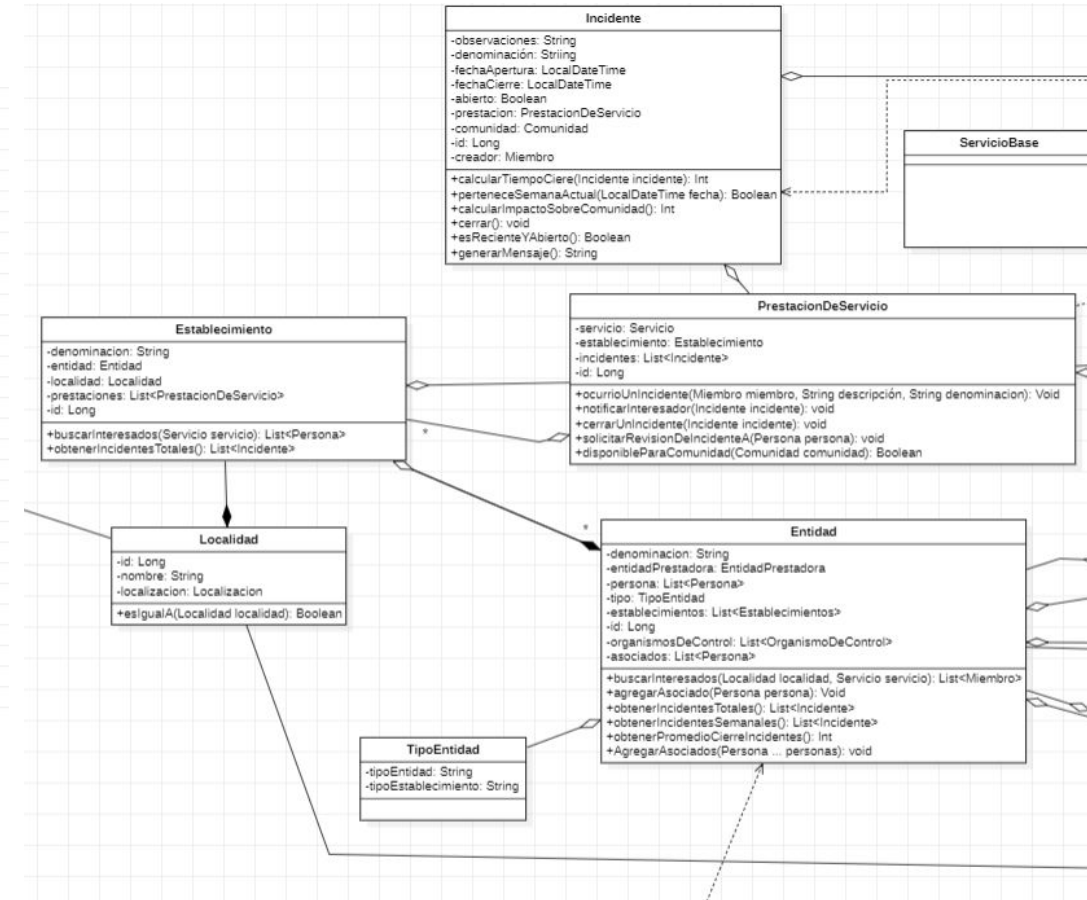 Incidente
-observaciones: String
-denominación: Striing
-fechaApertura: LocalDateTime
-fechaCierre: LocalDateTime
-abierto: Boolean
-prestacion: PrestacionDeServicio
-comunidad: Comunidad
-id: Long
-creador: Miembro
+calcularTiempoCiere(Incidente incidente): Int
+perteneceSemanaActual(LocalDateTime fecha): Boolean
+calcularImpactoSobreComunidad(): Int
+cerrar(): void
+esRecienteYAbierto(): Boolean
+generarMensaje(): String
ServicioBase
PrestacionDeServicio
-servicio: Servicio
-establecimiento: Establecimiento
-incidentes: List<Incidente>
-id: Long
+ocurrioUnIncidente(Miembro miembro, String descripción, String denominacion): Void
+notificarInteresador(Incidente incidente): void
+cerrarUnIncidente(Incidente incidente): void
+solicitarRevisionDeIncidenteA(Persona persona): void
+disponibleParaComunidad(Comunidad comunidad): Boolean
Establecimiento
-denominacion: String
-entidad: Entidad
-localidad: Localidad
-prestaciones: List<PrestacionDeServicio>
-id: Long
+buscarInteresados(Servicio servicio): List<Persona>
+obtenerIncidentesTotales(): List<Incidente>
*
Localidad
-id: Long
-nombre: String
-localizacion: Localizacion
+esIgualA(Localidad localidad): Boolean
*
Entidad
-denominacion: String
-entidadPrestadora: EntidadPrestadora
-persona: List<Persona>
-tipo: TipoEntidad
-establecimientos: List<Establecimientos>
-id: Long
-organismosDeControl: List<OrganismoDeControl>
-asociados: List<Persona>
+buscarInteresados(Localidad localidad, Servicio servicio): List<Miembro>
+agregarAsociado(Persona persona): Void
+obtenerIncidentesTotales(): List<Incidente>
+obtenerIncidentesSemanales(): List<Incidente>
+obtenerPromedioCierreIncidentes(): Int
+AgregarAsociados(Persona ... personas): void
TipoEntidad
-tipoEntidad: String
-tipoEstablecimiento: String